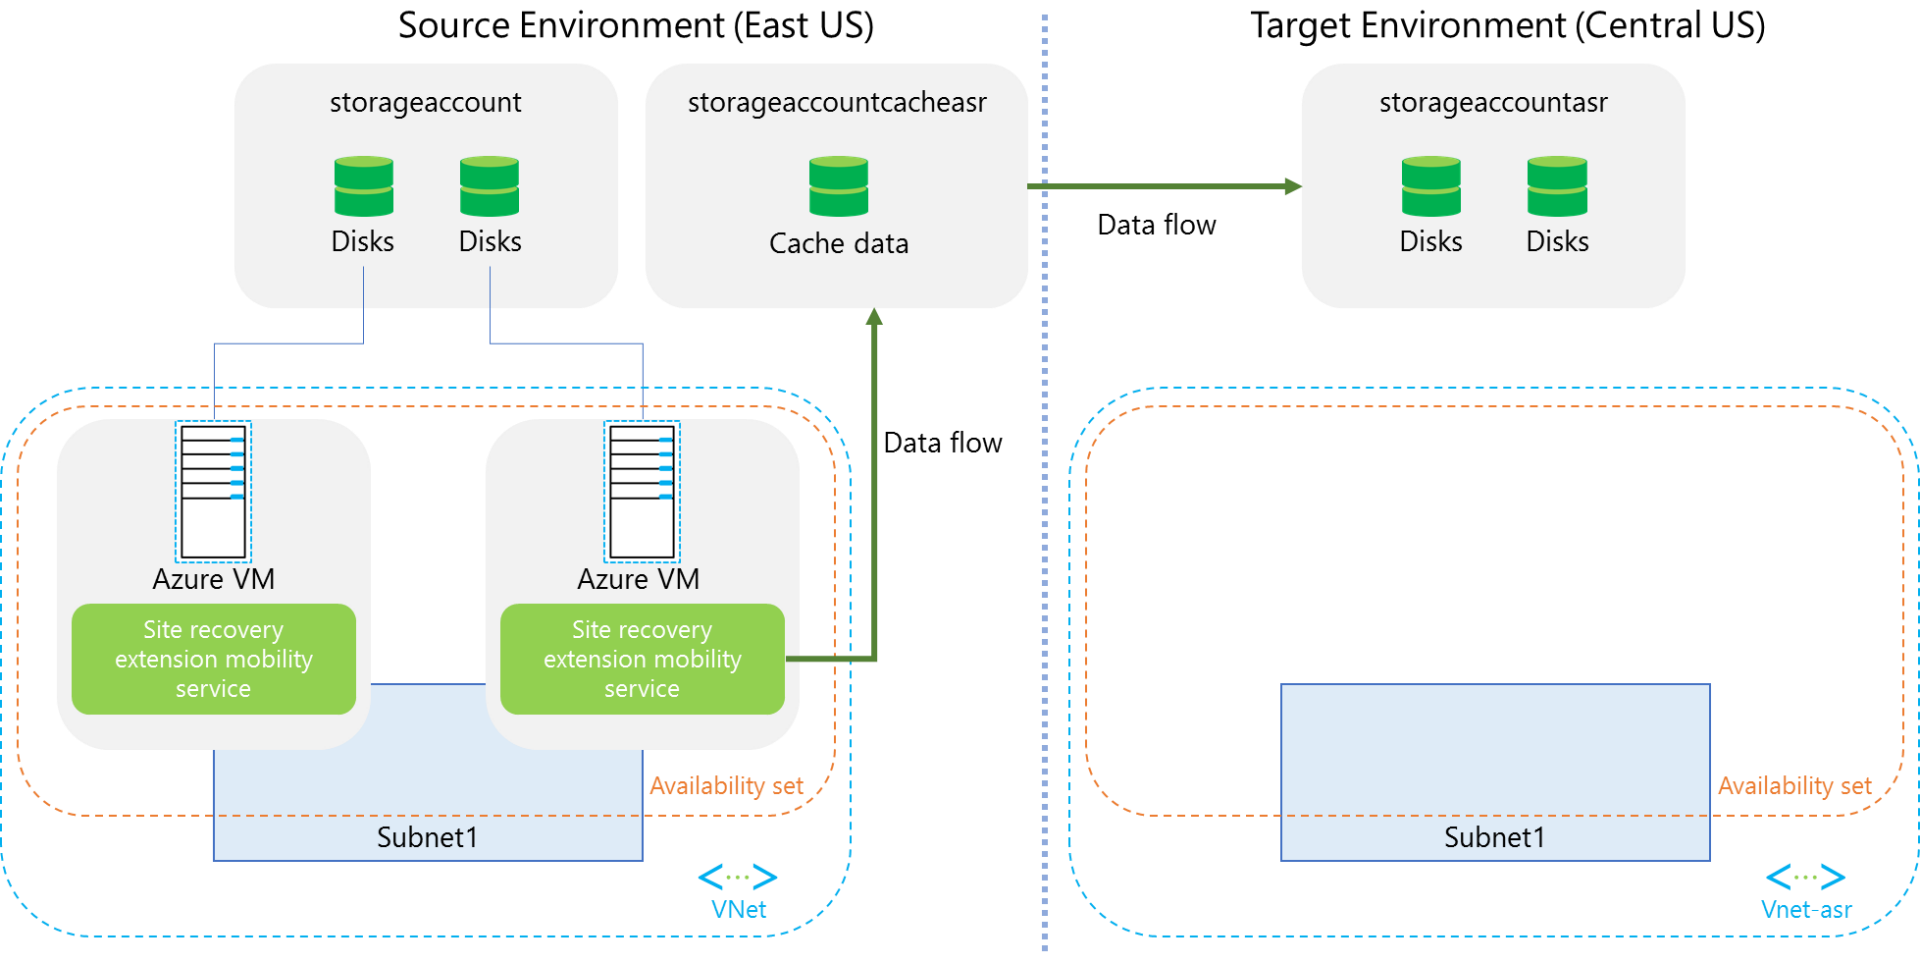 Source Environment (East US)
Target Environment (Central US)
storageaccount
storageaccountcacheasr
storageaccountasr
Disks
Disks
Cache data
Data flow
Disks
Disks
Data flow
Azure VM
Azure VM
Site recovery
extension mobility
service
Site recovery
extension mobility
service
Availability set
Subnet1
VNet
Availability set
Subnet1
Vnet-asr